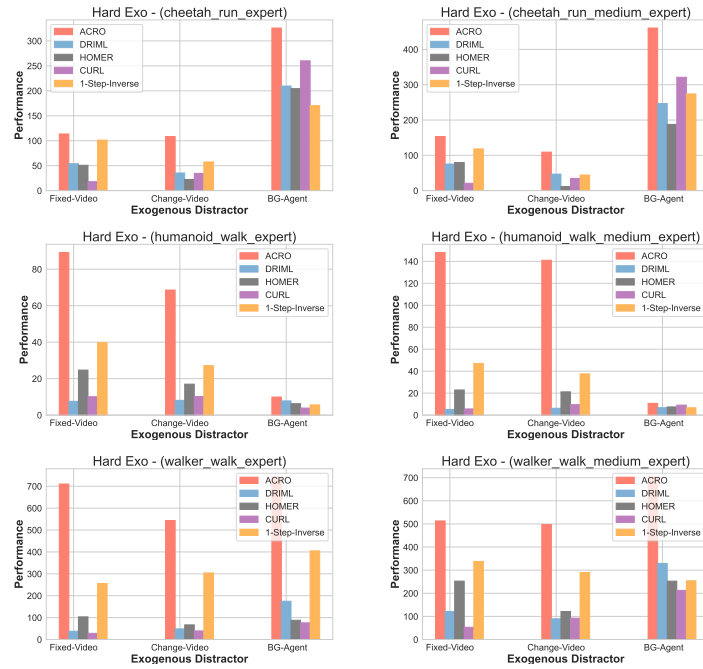 Hard Exo - (cheetah_run_expert)
Performance
300
250
200
150
100
50
0
ACRO
DRIML
HOMER
CURL
1-Step-Inverse
Fixed-Video
Change-Video
BG-Agent
Exogenous Distractor
Hard Exo - (cheetah_run_medium_expert)
Performance
400
300
200
100
0
ACRO
DRIML
HOMER
CURL
1-Step-Inverse
Fixed-Video
Change-Video
BG-Agent
Exogenous Distractor
Hard Exo - (humanoid_walk_expert)
Performance
80
60
40
20
0
ACRO
DRIML
HOMER
CURL
1-Step-Inverse
Fixed-Video
Change-Video
BG-Agent
Exogenous Distractor
Hard Exo - (humanoid_walk_medium_expert)
Performance
140
120
100
80
60
40
20
0
ACRO
DRIML
HOMER
CURL
1-Step-Inverse
Fixed-Video
Change-Video
BG-Agent
Exogenous Distractor
Hard Exo - (walker_walk_expert)
Performance
700
600
500
400
300
200
100
0
ACRO
DRIML
HOMER
CURL
1-Step-Inverse
Fixed-Video
Change-Video
BG-Agent
Exogenous Distractor
Hard Exo - (walker_walk_medium_expert)
Performance
700
600
500
400
300
200
100
0
ACRO
DRIML
HOMER
CURL
1-Step-Inverse
Fixed-Video
Change-Video
BG-Agent
Exogenous Distractor